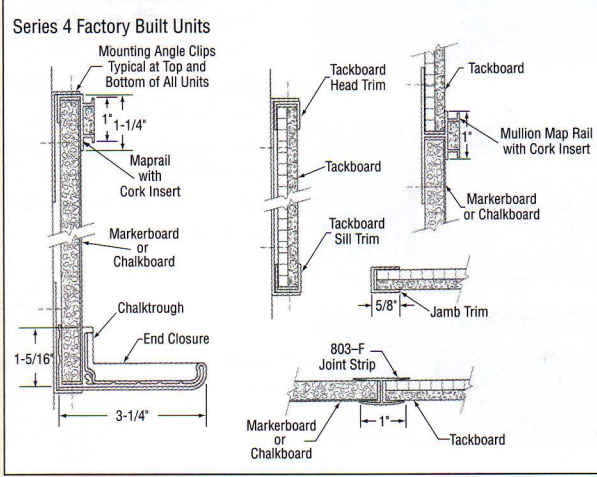 Series 4 Factory Built Units
Mounting Angle Clips
Typical at Top and
Bottom of All Units
1"
1-1/4"
Maprail
with
Cork Insert
Markerboard
or
Chalkboard
Chalktrough
End Closure
1-5/16"
3-1/4"
Tackboard
Head Trim
Tackboard
Tackboard
Sill Trim
Tackboard
1"
Mullion Map Rail
with Cork Insert
Markerboard
or Chalkboard
5/8"
Jamb Trim
803–F
Joint Strip
Markerboard
or
Chalkboard
1"
Tackboard